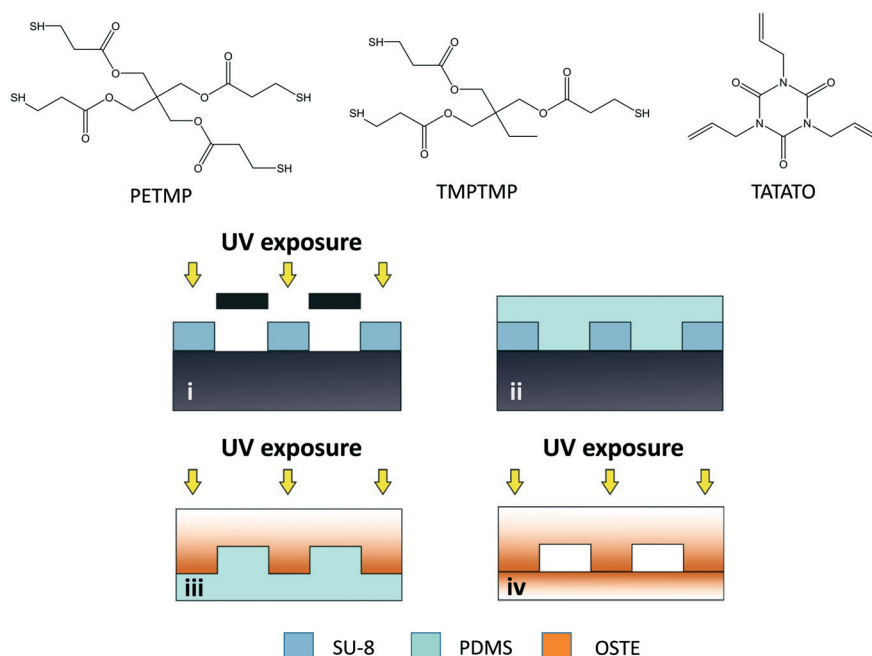 SH
O
O
O
O
SH
SH
O
O
O
O
SH
PETMP
SH
O
O
O
SH
SH
O
O
O
TMPTMP
O
N
N
O
N
O
TATATO
UV exposure
i
ii
UV exposure
UV exposure
iii
iv
SU-8
PDMS
OSTE